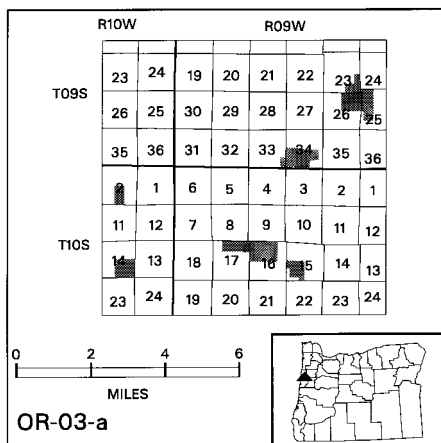 R10W R09W
T09S
23 24 19 20 21 22 23 24
26 25 30 29 28 27 26 25
35 36 31 32 33 34 35 36
T10S
2 1 6 5 4 3 2 1
11 12 7 8 9 10 11 12
14 13 18 17 16 15 14 13
23 24 19 20 21 22 23 24
0 2 4 6
MILES
OR-03-a